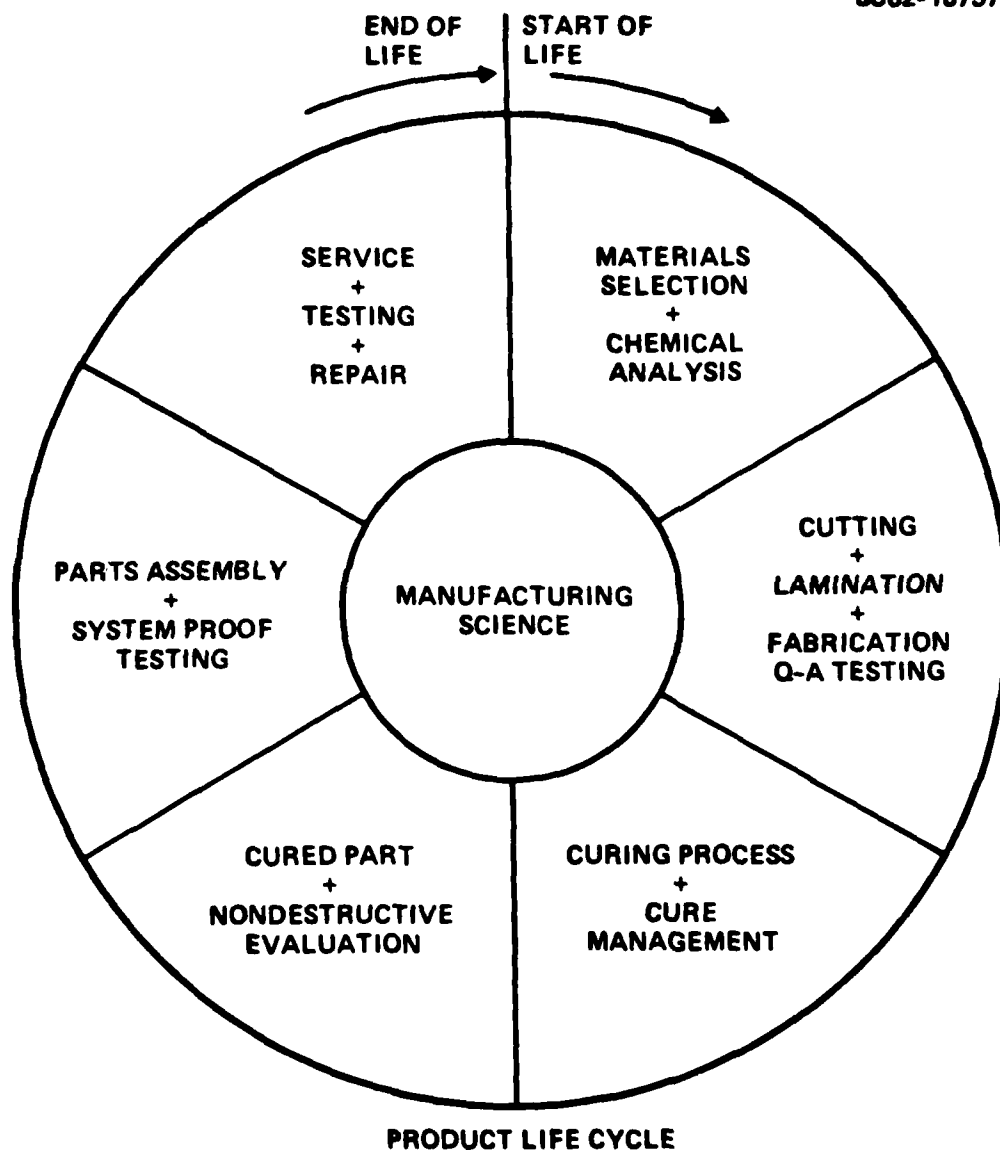 END OF
LIFE
START OF
LIFE
SERVICE
+
TESTING
+
REPAIR
MATERIALS
SELECTION
+
CHEMICAL
ANALYSIS
PARTS ASSEMBLY
+
SYSTEM PROOF
TESTING
MANUFACTURING
SCIENCE
CUTTING
+
LAMINATION
+
FABRICATION
Q-A TESTING
CURED PART
+
NONDESTRUCTIVE
EVALUATION
CURING PROCESS
+
CURE
MANAGEMENT
PRODUCT LIFE CYCLE